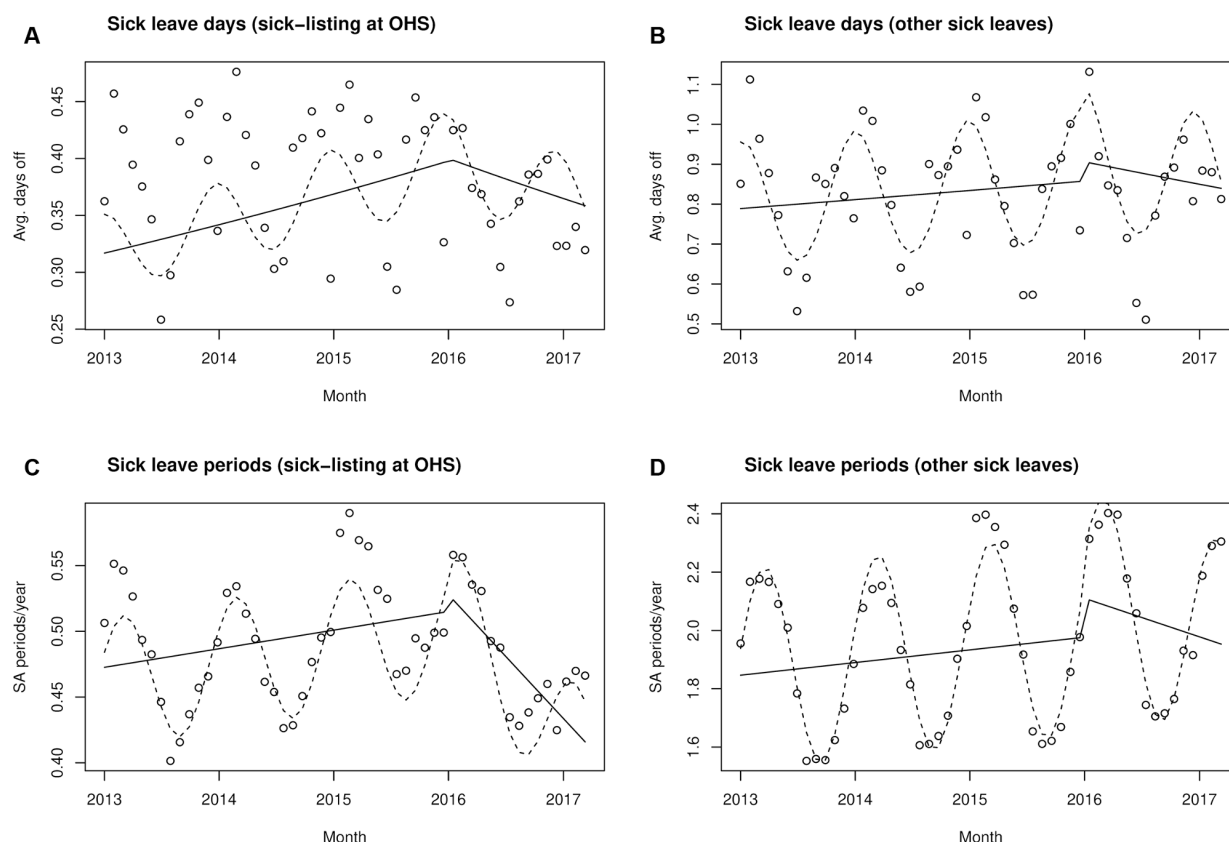 A
Sick leave days (sick−listing at OHS)
Avg. days off
0.45
0.40
0.35
0.30
0.25
2013 2014 2015 2016 2017
Month
B
Sick leave days (other sick leaves)
Avg. days off
1.1
1.0
0.9
0.8
0.7
0.6
0.5
2013 2014 2015 2016 2017
Month
C
Sick leave periods (sick−listing at OHS)
SA periods/year
0.55
0.50
0.45
0.40
2013 2014 2015 2016 2017
Month
D
Sick leave periods (other sick leaves)
SA periods/year
2.4
2.2
2.0
1.8
1.6
2013 2014 2015 2016 2017
Month